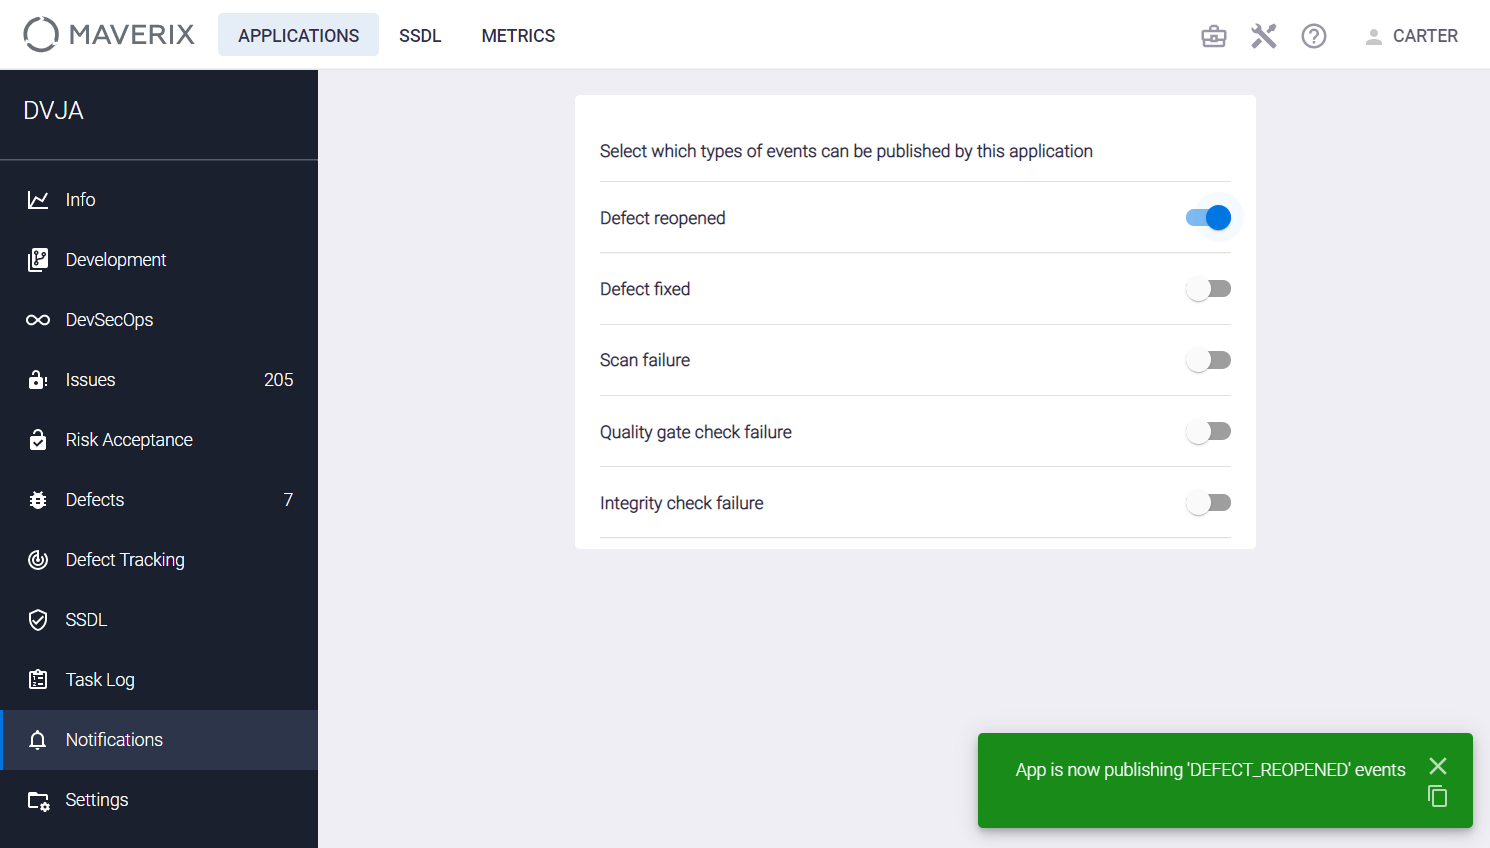 MAVERIX
APPLICATIONS
SSDL
METRICS
CARTER
DVJA
Info
Development
DevSecOps
Issues 205
Risk Acceptance
Defects 7
Defect Tracking
SSDL
Task Log
Notifications
Settings
Select which types of events can be published by this application
Defect reopened
Defect fixed
Scan failure
Quality gate check failure
Integrity check failure
App is now publishing 'DEFECT_REOPENED' events